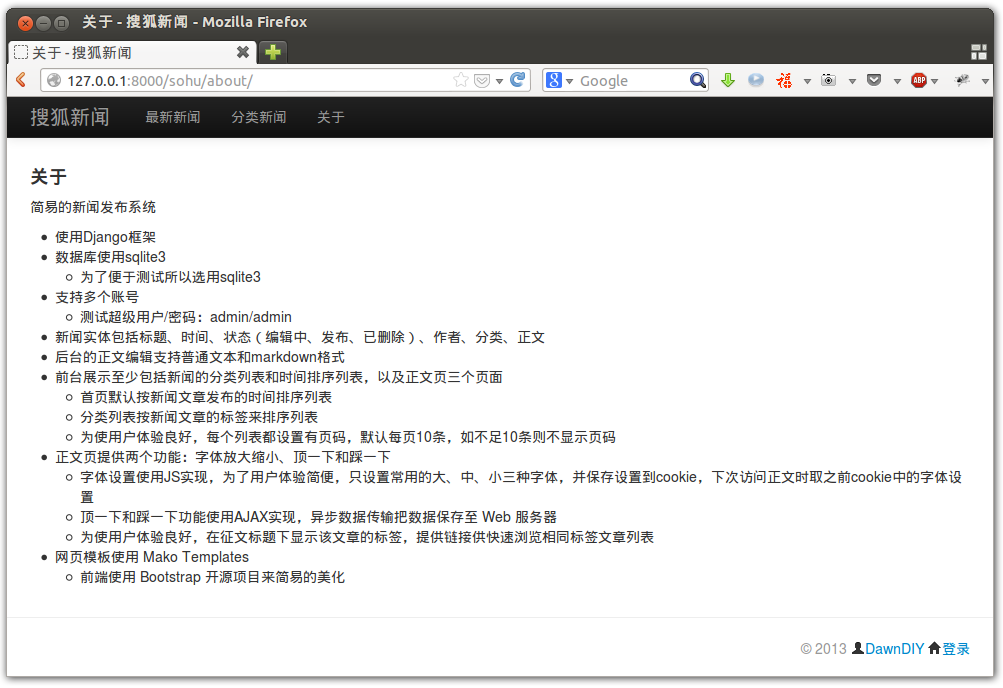 关于 - 搜狐新闻 - Mozilla Firefox
关于 - 搜狐新闻
127.0.0.1:8000/sohu/about/
8
Google
福
ABP
搜狐新闻
最新新闻
分类新闻
关于
关于
简易的新闻发布系统
使用Django框架
数据库使用sqlite3
为了便于测试所以选用sqlite3
支持多个账号
测试超级用户/密码：admin/admin
新闻实体包括标题、时间、状态（编辑中、发布、已删除）、作者、分类、正文
后台的正文编辑支持普通文本和markdown格式
前台展示至少包括新闻的分类列表和时间排序列表，以及正文页三个页面
首页默认按新闻文章发布的时间排序列表
分类列表按新闻文章的标签来排序列表
为使用户体验良好，每个列表都设置有页码，默认每页10条，如不足10条则不显示页码
正文页提供两个功能：字体放大缩小、顶一下和踩一下
字体设置使用JS实现，为了用户体验简便，只设置常用的大、中、小三种字体，并保存设置到cookie，下次访问正文时取之前cookie中的字体设
置
顶一下和踩一下功能使用AJAX实现，异步数据传输把数据保存至 Web 服务器
为使用户体验良好，在征文标题下显示该文章的标签，提供链接供快速浏览相同标签文章列表
网页模板使用 Mako Templates
前端使用 Bootstrap 开源项目来简易的美化
© 2013 DawnDIY 登录